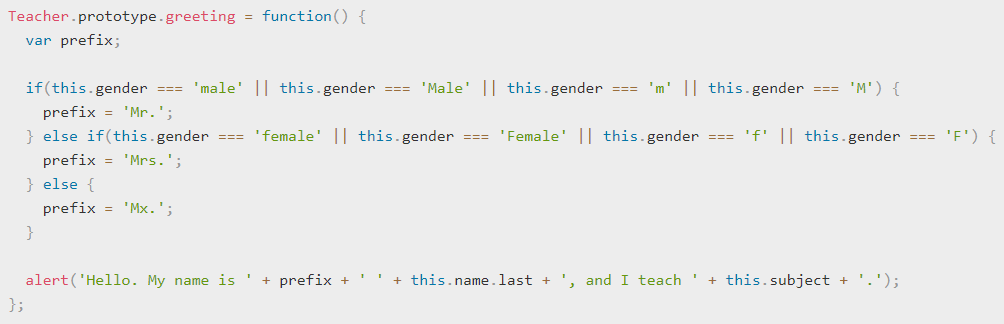 Teacher.prototype.greeting = function() {
  var prefix;

  if(this.gender === 'male' || this.gender === 'Male' || this.gender === 'm' || this.gender === 'M') {
    prefix = 'Mr.';
  } else if(this.gender === 'female' || this.gender === 'Female' || this.gender === 'f' || this.gender === 'F') {
    prefix = 'Mrs.';
  } else {
    prefix = 'Mx.';
  }

  alert('Hello. My name is ' + prefix + ' ' + this.name.last + ', and I teach ' + this.subject + '.');
};